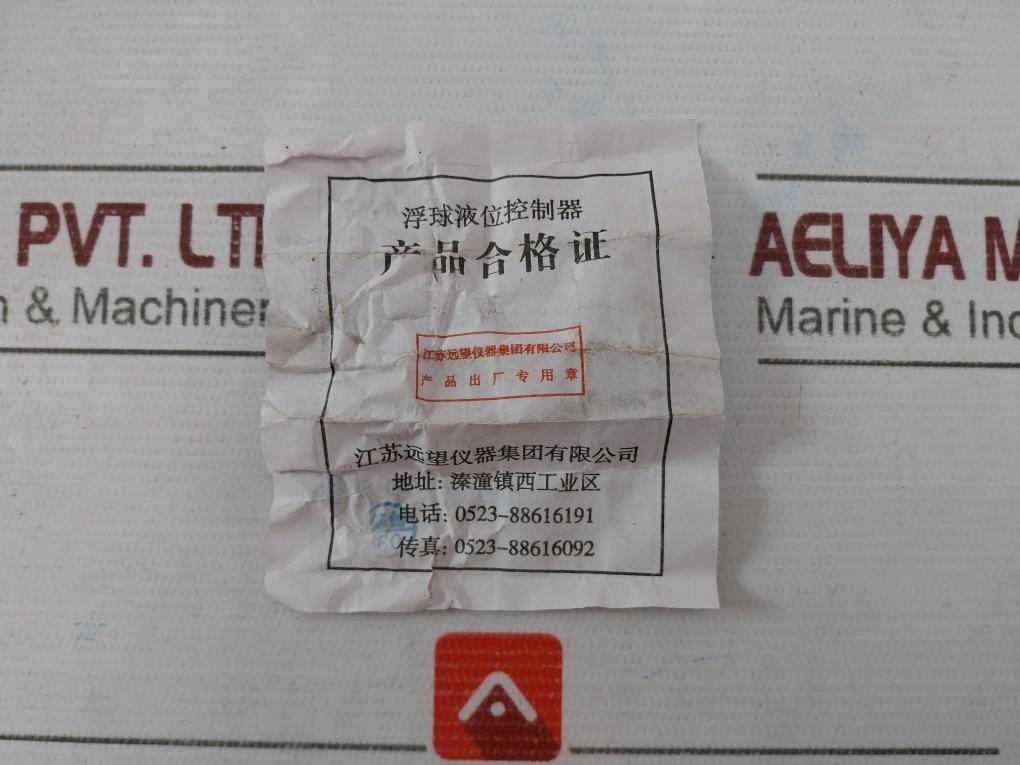 浮球液位控制器
产品合格证
江苏远望仪器集团有限公司
产品出厂专用章
江苏远望仪器集团有限公司
地址: 溱潼镇西工业区
电话: 0523-88616191
传真: 0523-88616092
PVT. LT
AELIYA M
& Machiner
Marine & Ind